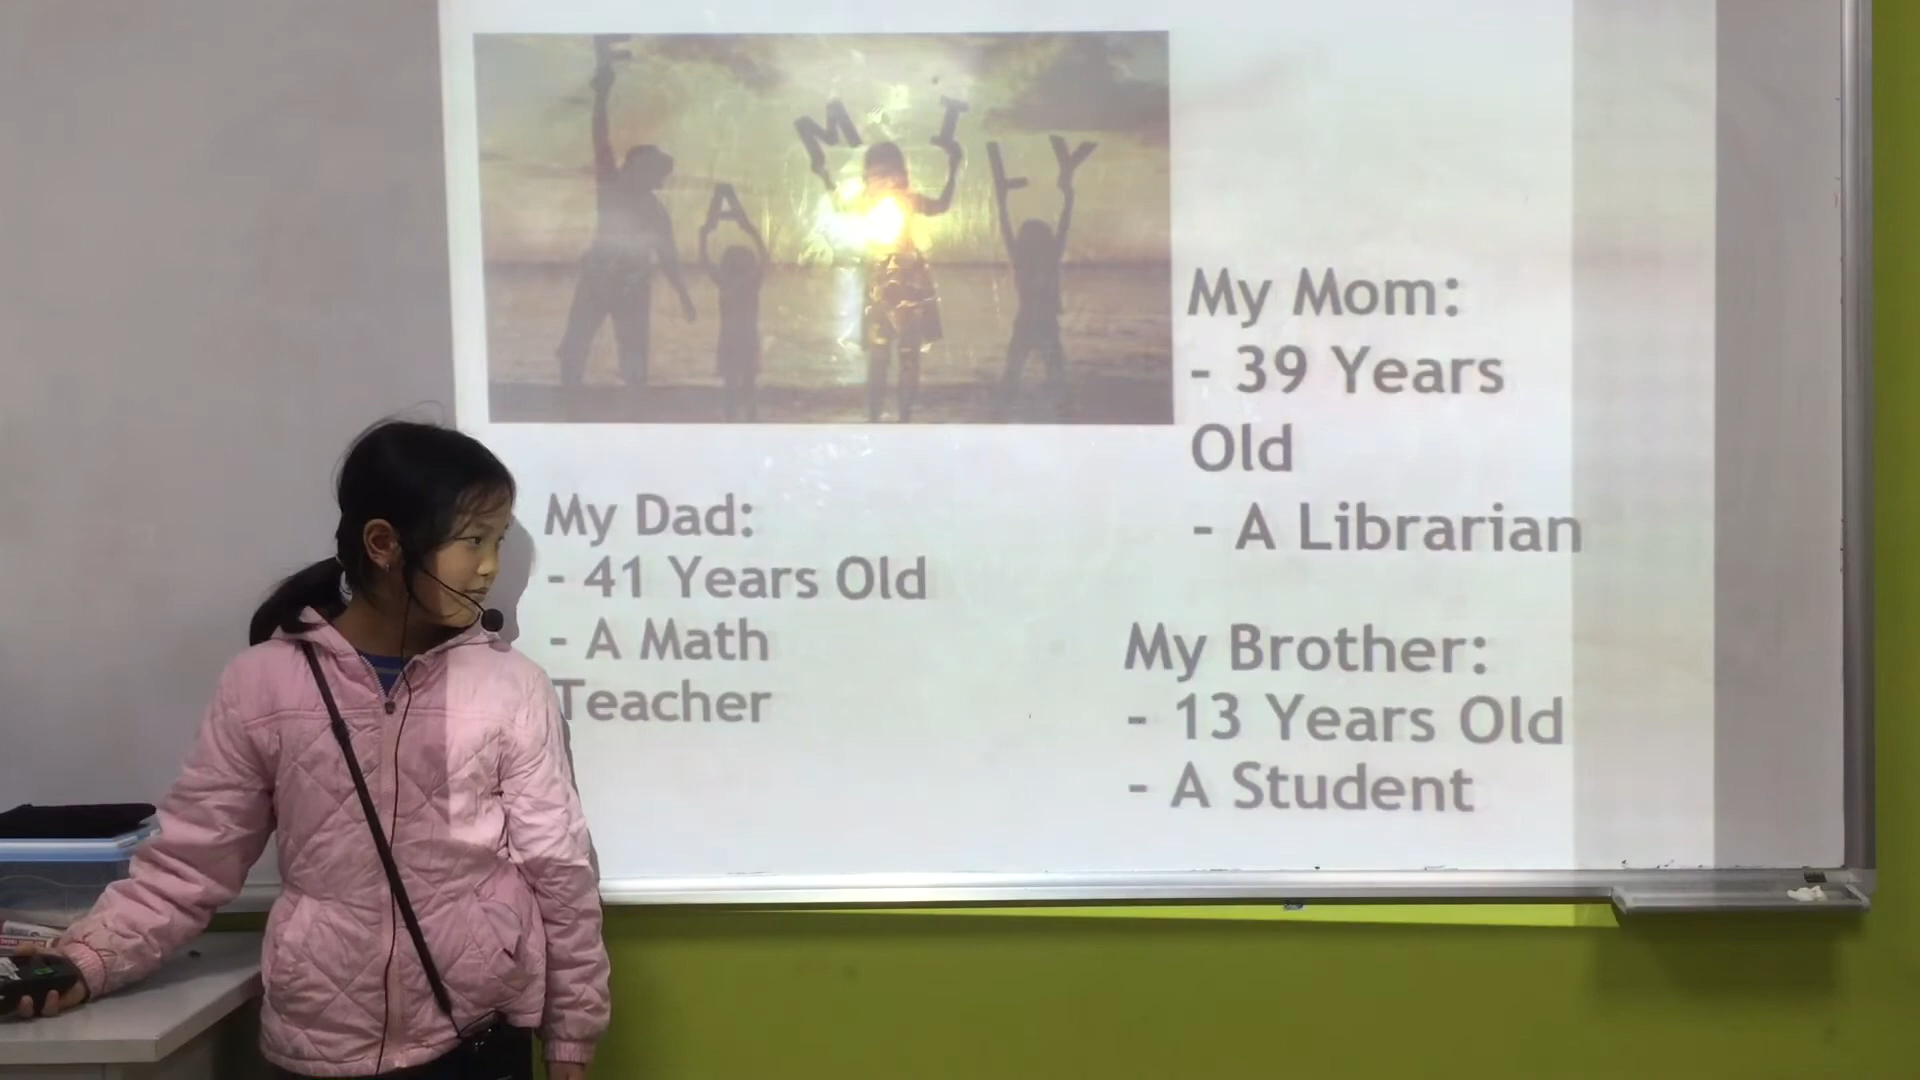 F A M I L Y
My Mom:
- 39 Years
Old
- A Librarian
My Dad:
- 41 Years Old
- A Math
Teacher
My Brother:
- 13 Years Old
- A Student